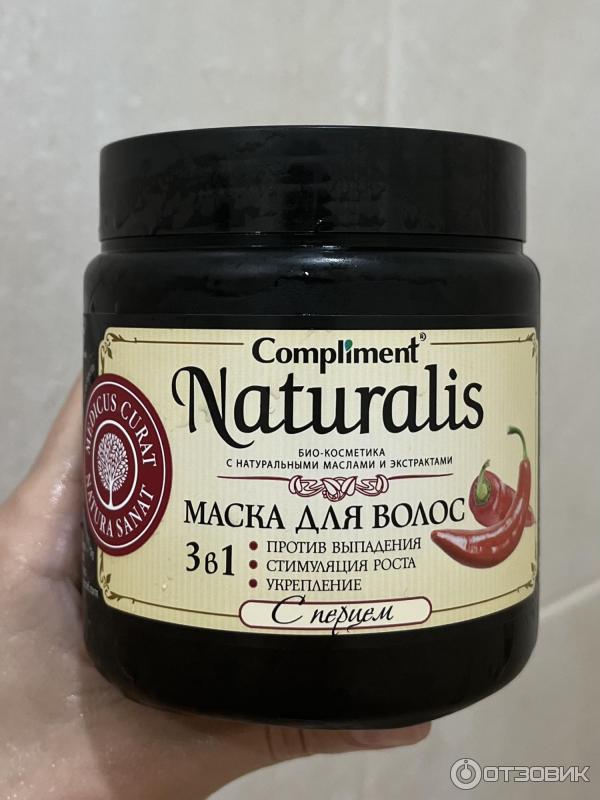 Compliment®
Naturalis
БИО-КОСМЕТИКА
С НАТУРАЛЬНЫМИ МАСЛАМИ И ЭКСТРАКТАМИ
MEDICUS CURAT
NATURA SANAT
МАСКА ДЛЯ ВОЛОС
3в1
• ПРОТИВ ВЫПАДЕНИЯ
• СТИМУЛЯЦИЯ РОСТА
• УКРЕПЛЕНИЕ
С перцем
ОТЗОВИК